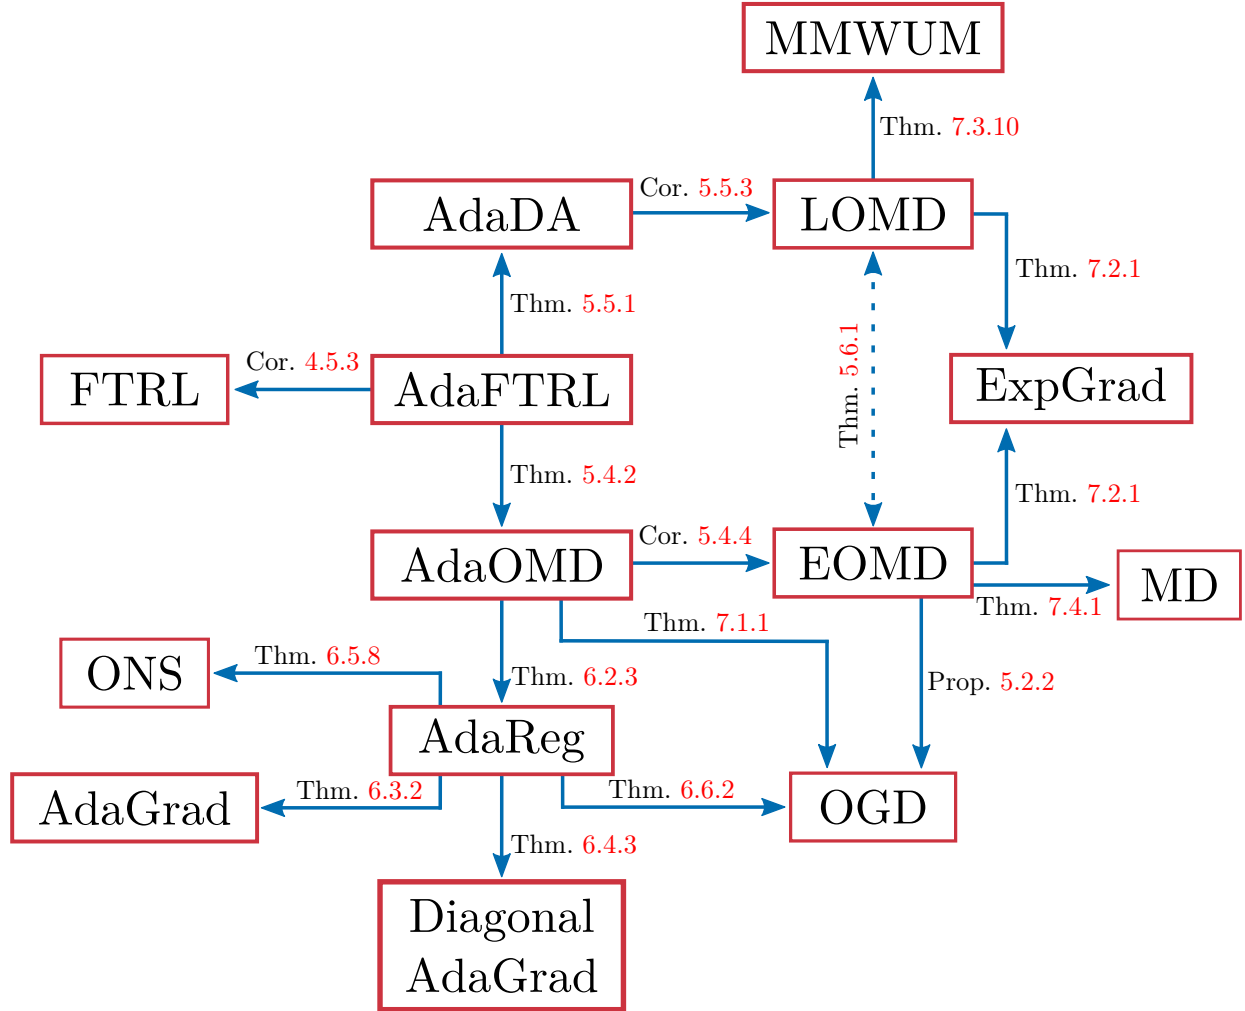 MMWUM
Thm. 7.3.10
AdaDA
Cor. 5.5.3
LOMD
Thm. 5.5.1
Thm. 7.2.1
FTRL
Cor. 4.5.3
AdaFTRL
Thm. 5.6.1
ExpGrad
Thm. 5.4.2
Thm. 7.2.1
AdaOMD
Cor. 5.4.4
EOMD
Thm. 7.4.1
MD
Thm. 7.1.1
ONS
Thm. 6.5.8
Thm. 6.2.3
Prop. 5.2.2
AdaReg
AdaGrad
Thm. 6.3.2
Thm. 6.6.2
OGD
Thm. 6.4.3
Diagonal
AdaGrad